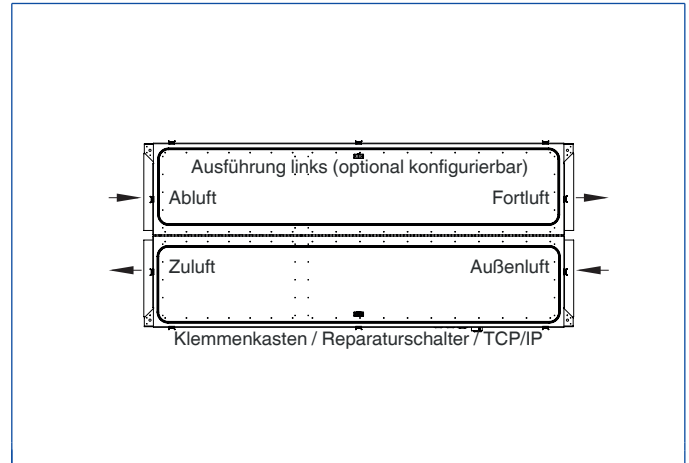 Ausführung links (optional konfigurierbar)
Abluft Fortluft
Zuluft Außenluft
Klemmenkasten / Reparaturschalter / TCP/IP